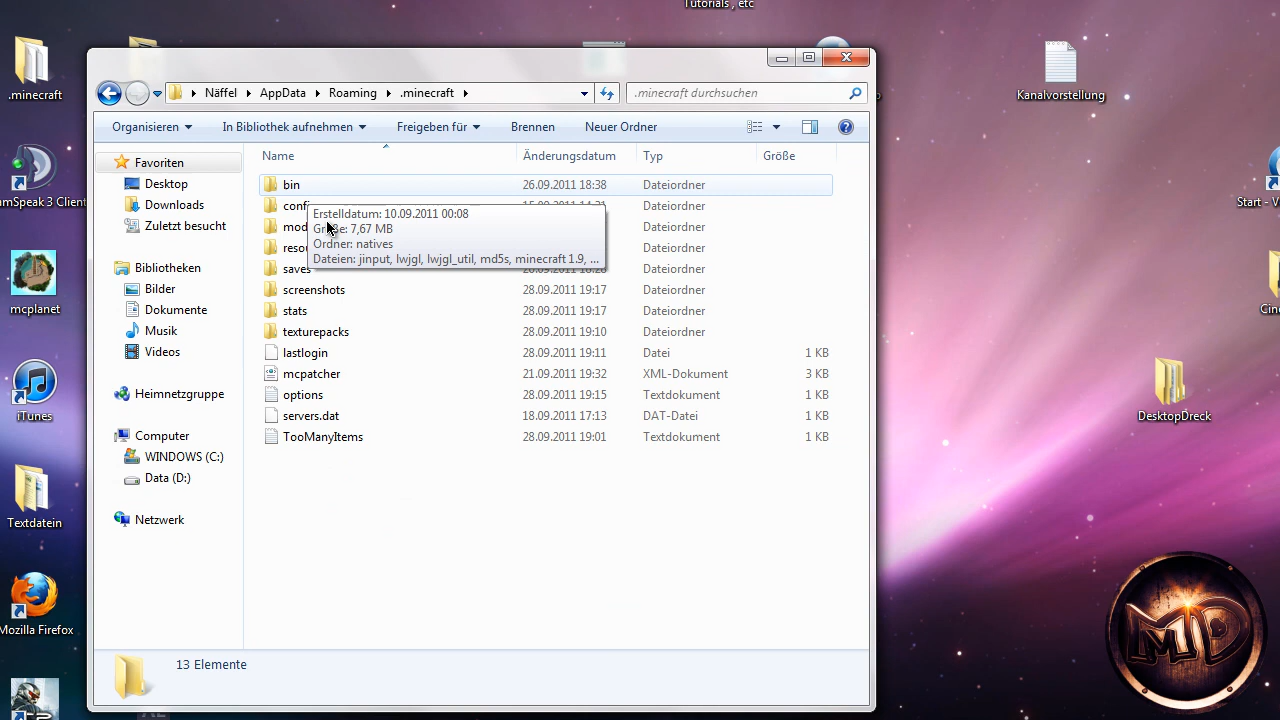 Tutorials , etc
.minecraft
mcplanet
iTunes
Textdatein
Mozilla Firefox
Näffel
AppData
Roaming
.minecraft
.minecraft durchsuchen
Organisieren
In Bibliothek aufnehmen
Freigeben für
Brennen
Neuer Ordner
Favoriten
Desktop
Downloads
Zuletzt besucht
Bibliotheken
Bilder
Dokumente
Musik
Videos
Heimnetzgruppe
Computer
WINDOWS (C:)
Data (D:)
Netzwerk
Name Änderungsdatum Typ Größe
bin 26.09.2011 18:38 Dateiordner
Dateiordner
Dateiordner
Dateiordner
saves Dateiordner
screenshots 28.09.2011 19:17 Dateiordner
stats 28.09.2011 19:17 Dateiordner
texturepacks 28.09.2011 19:10 Dateiordner
lastlogin 28.09.2011 19:11 Datei 1 KB
mcpatcher 21.09.2011 19:32 XML-Dokument 3 KB
options 28.09.2011 19:15 Textdokument 1 KB
servers.dat 18.09.2011 17:13 DAT-Datei 1 KB
TooManyItems 28.09.2011 19:01 Textdokument 1 KB
Erstelldatum: 10.09.2011 00:08
Größe: 7,67 MB
Ordner: natives
Dateien: jinput, lwjgl, lwjgl_util, md5s, minecraft 1.9, ...
13 Elemente
Kanalvorstellung
Start - V
DesktopDreck
MD